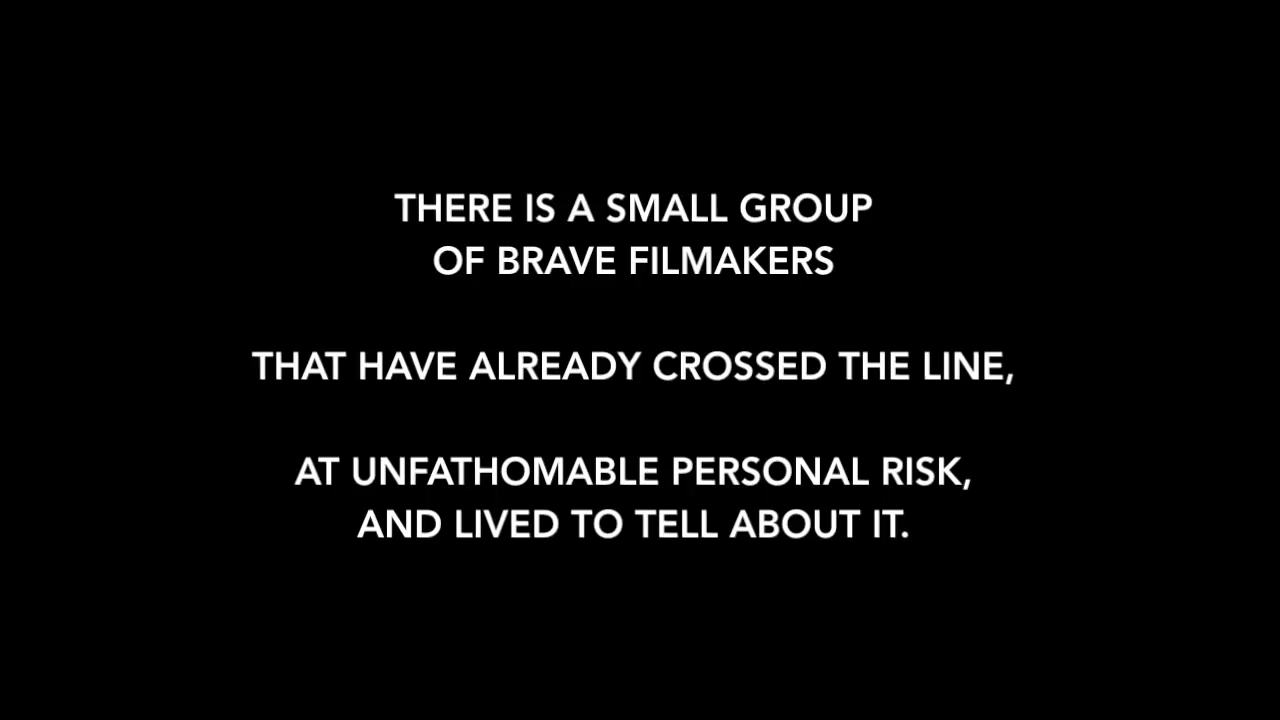 THERE IS A SMALL GROUP
OF BRAVE FILMAKERS
THAT HAVE ALREADY CROSSED THE LINE,
AT UNFATHOMABLE PERSONAL RISK,
AND LIVED TO TELL ABOUT IT.